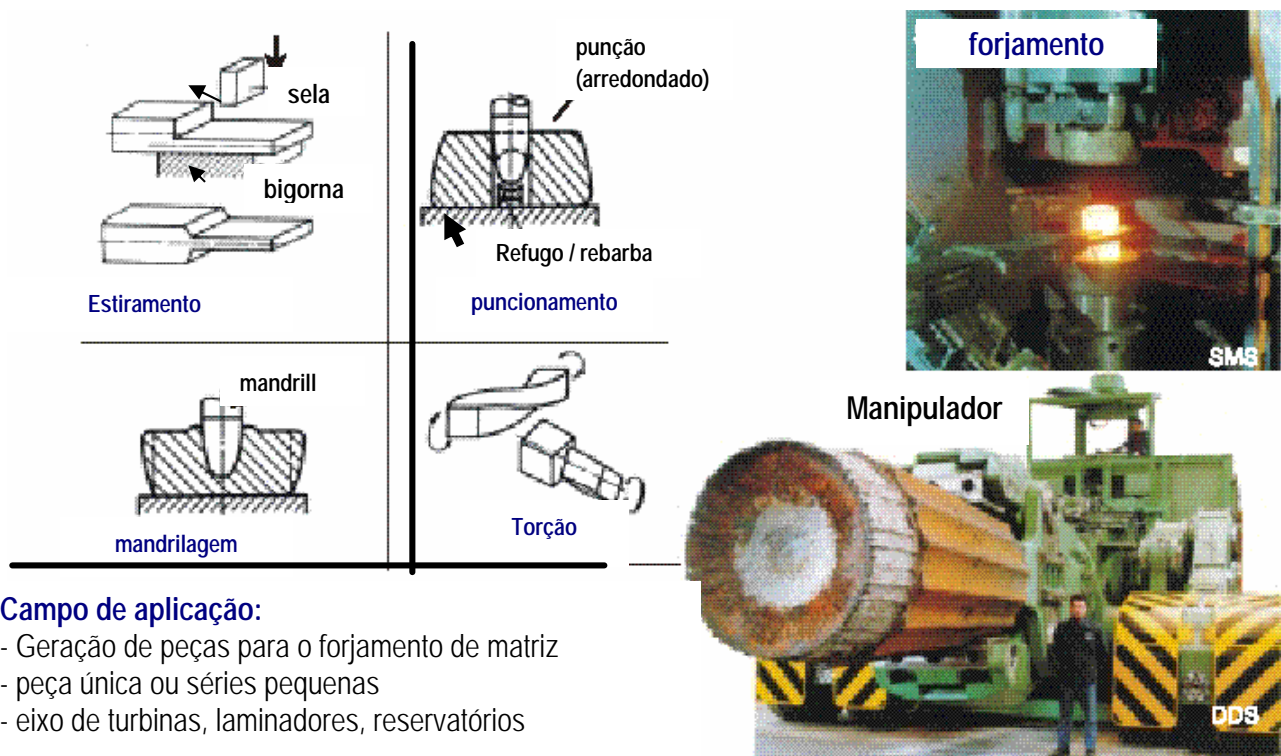 sela
bigorna
Estiramento
punção
(arredondado)
Refugo / rebarba
puncionamento
mandrill
mandrilagem
Torção
forjamento
SMS
Manipulador
DDS
Campo de aplicação:
- Geração de peças para o forjamento de matriz
- peça única ou séries pequenas
- eixo de turbinas, laminadores, reservatórios